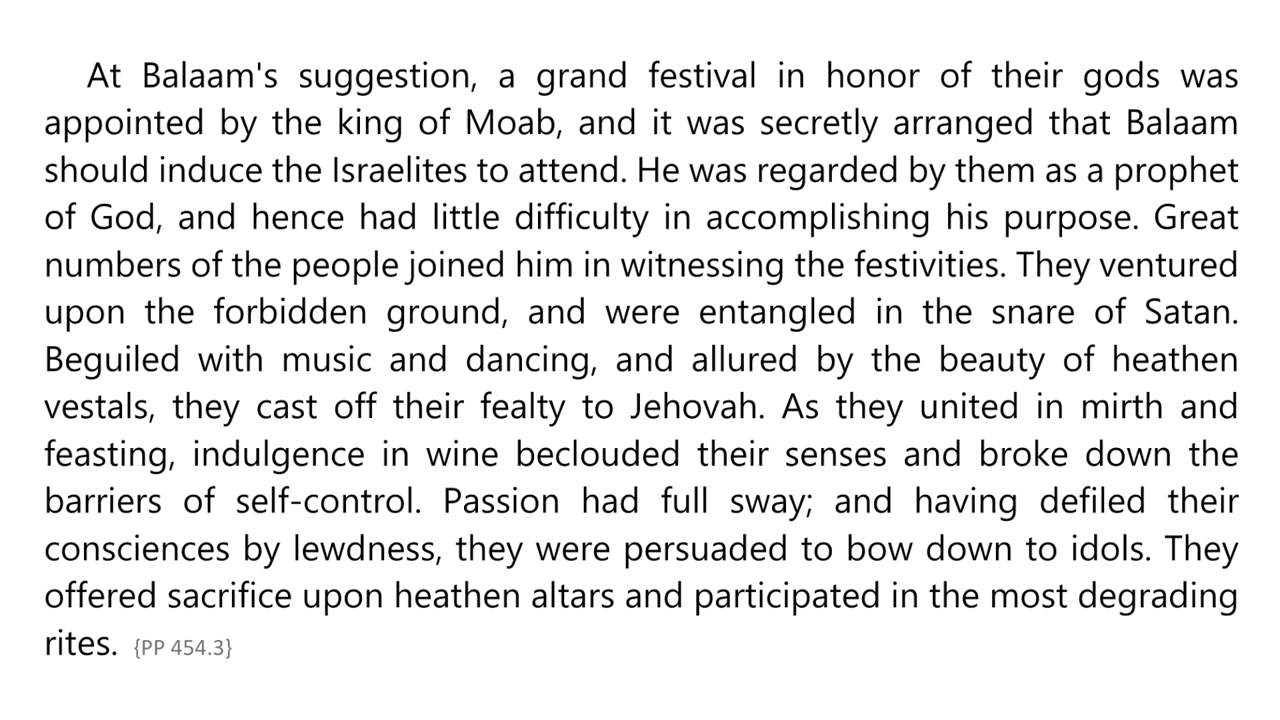 At Balaam's suggestion, a grand festival in honor of their gods was
appointed by the king of Moab, and it was secretly arranged that Balaam
should induce the Israelites to attend. He was regarded by them as a prophet
of God, and hence had little difficulty in accomplishing his purpose. Great
numbers of the people joined him in witnessing the festivities. They ventured
upon the forbidden ground, and were entangled in the snare of Satan.
Beguiled with music and dancing, and allured by the beauty of heathen
vestals, they cast off their fealty to Jehovah. As they united in mirth and
feasting, indulgence in wine beclouded their senses and broke down the
barriers of self-control. Passion had full sway; and having defiled their
consciences by lewdness, they were persuaded to bow down to idols. They
offered sacrifice upon heathen altars and participated in the most degrading
rites. {PP 454.3}